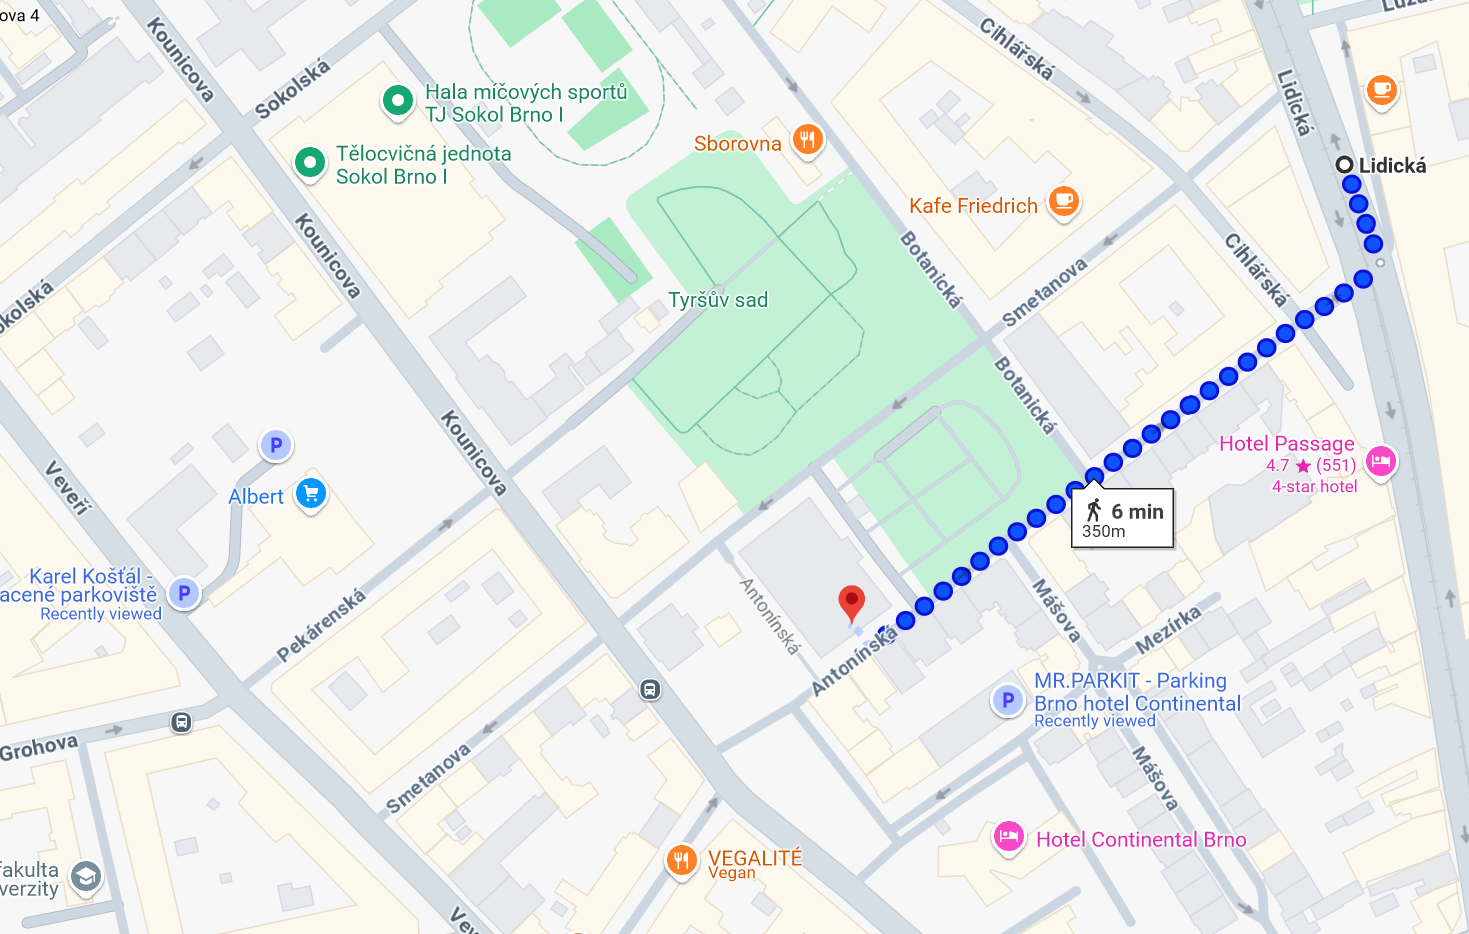 ova 4
Kounicova
Sokolská
Hala míčových sportů
TJ Sokol Brno I
Tělocvičná jednota
Sokol Brno I
Sborovna
Cihlářská
Lidická
Lidická
Kafe Friedrich
Kounicova
Botanická
Smetanova
Cihlářská
okolská
Tyršův sad
Botanická
Kounicova
Hotel Passage
4.7 ★ (551)
4-star hotel
P
Albert
Veveří
6 min
350m
Karel Košťál -
acené parkoviště
Recently viewed
P
Pekárenská
Antonínská
Antonínská
Mášova
Mezírka
P
MR.PARKIT - Parking
Brno hotel Continental
Recently viewed
Grohova
Smetanova
Mášova
Hotel Continental Brno
VEGALITÉ
Vegan
fakulta
verzity
Ve